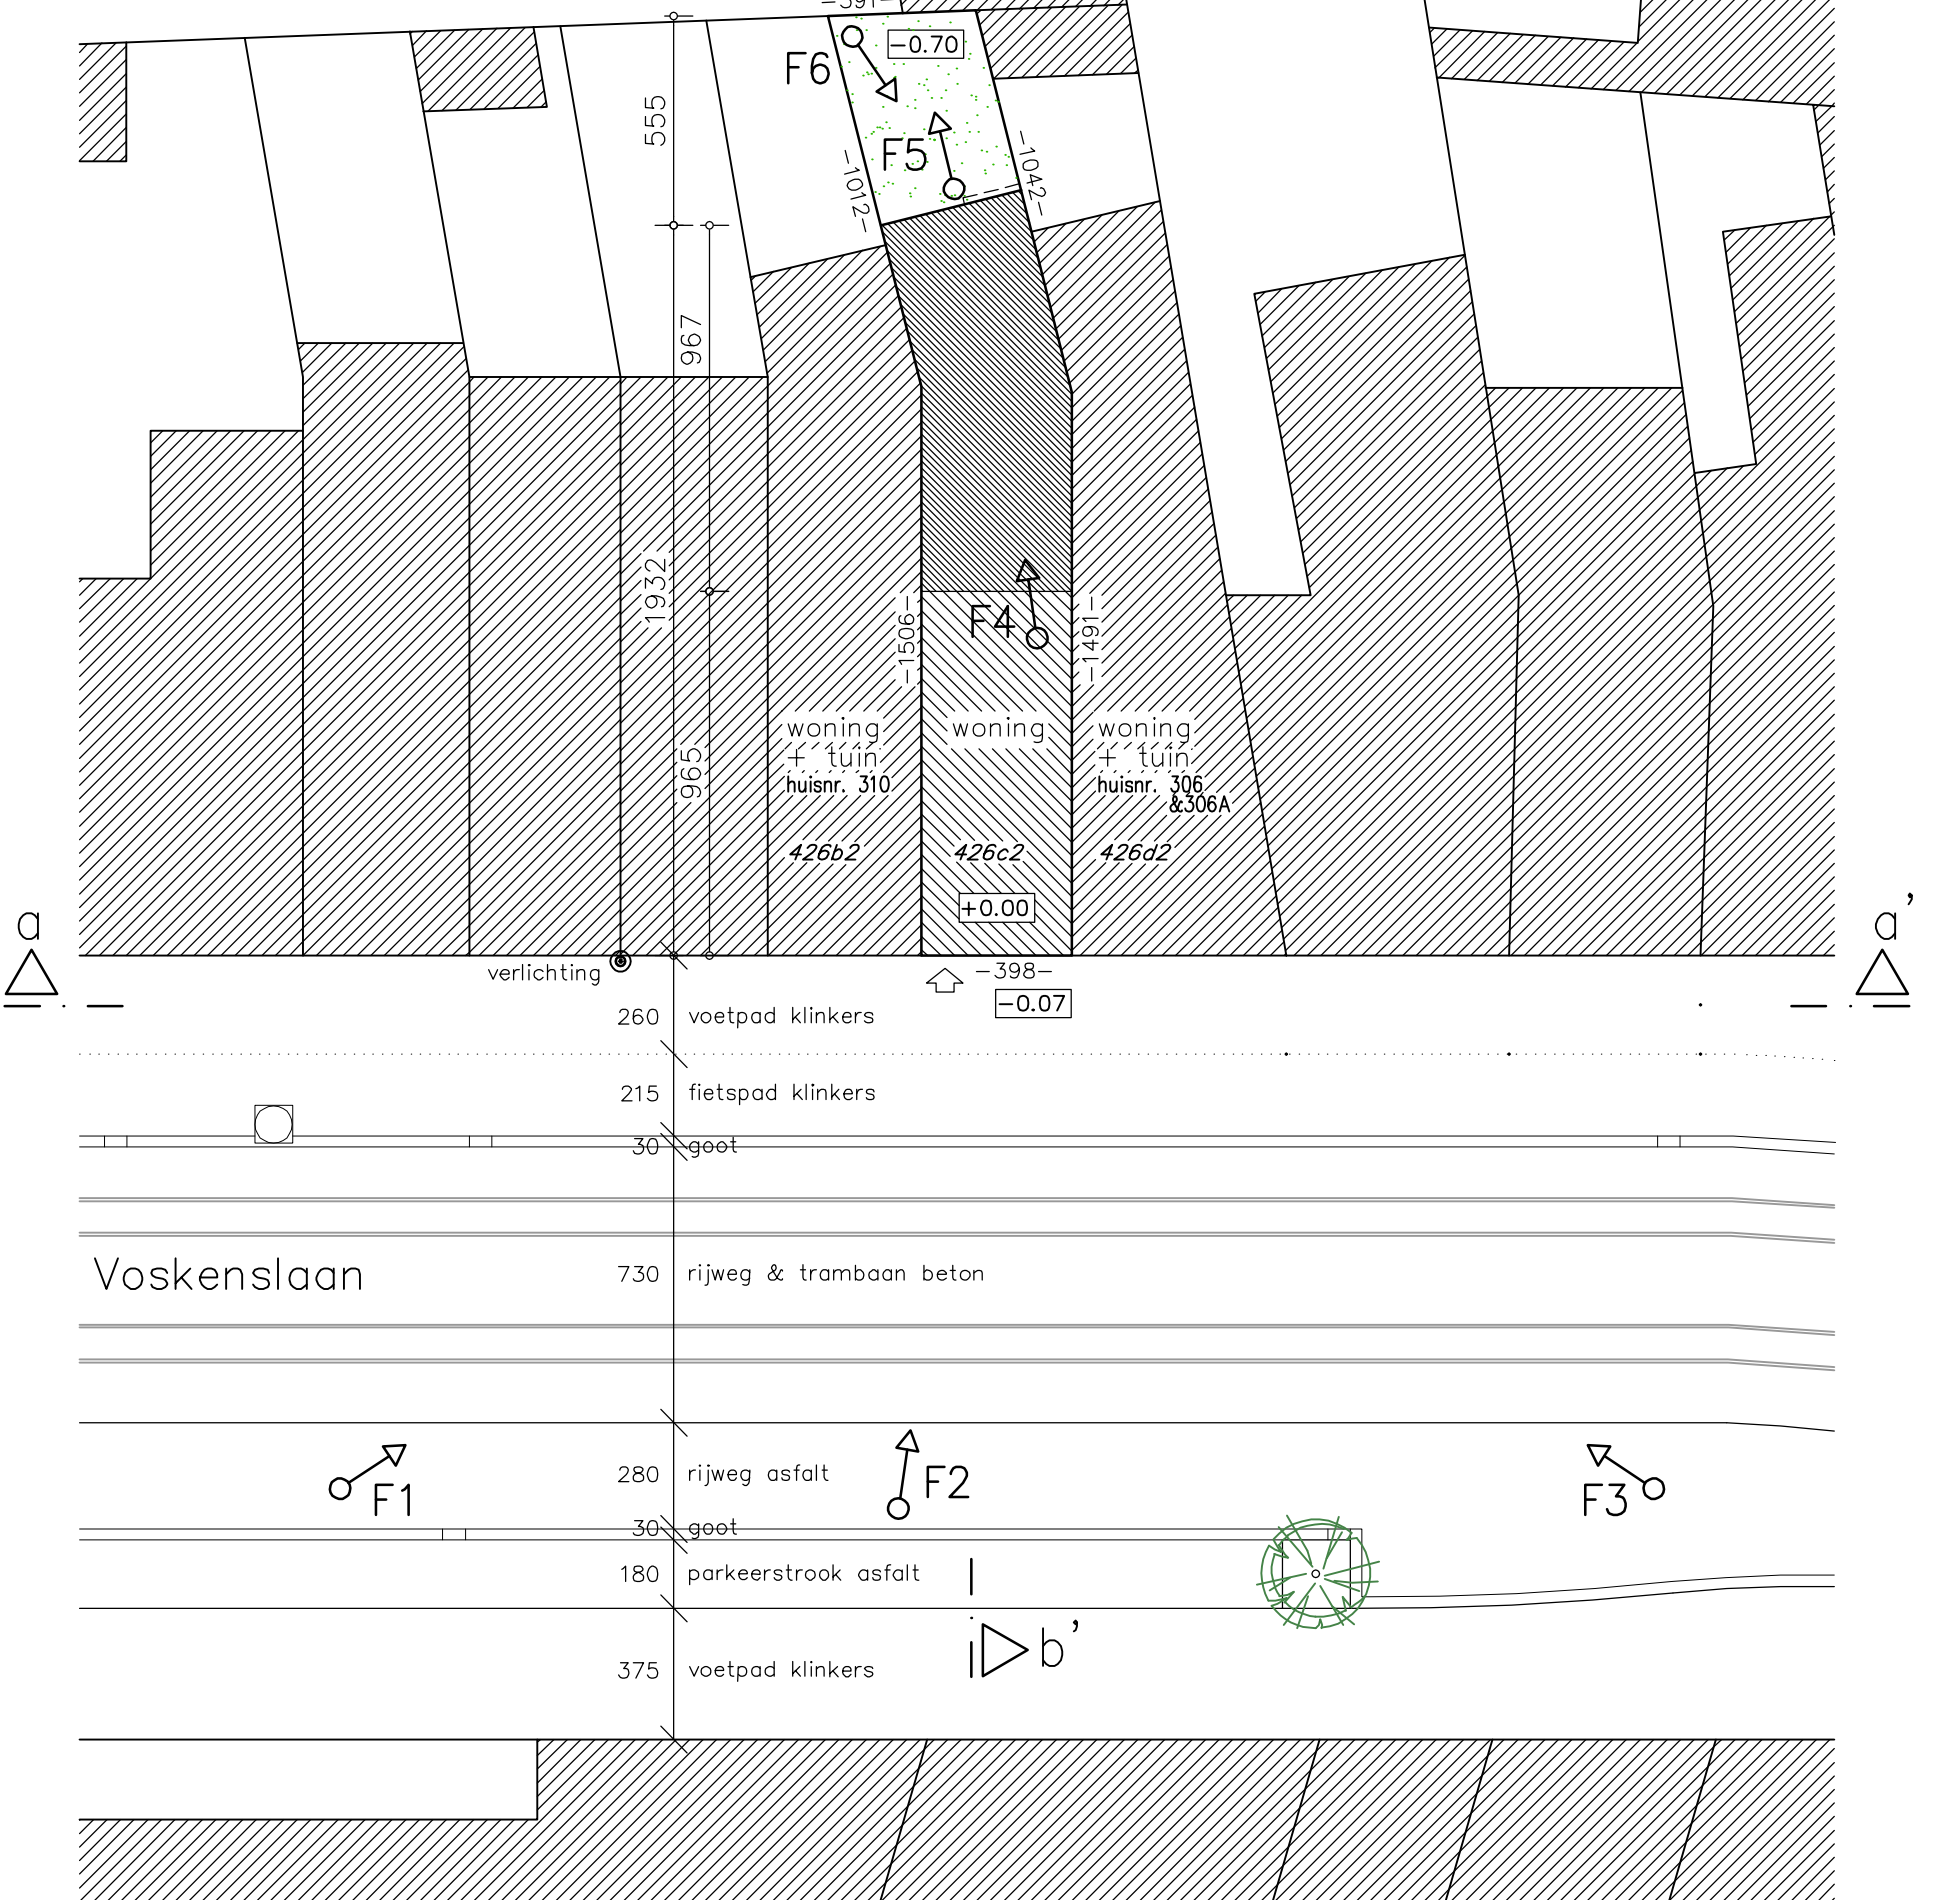 -391-
-0.70
F6
555
F5
-1012-
-1042-
967
1932
F4
-1506-
-1491-
woning
+ tuin
huisnr. 310
woning
woning
+ tuin
huisnr. 306
&306A
965
426b2
426c2
426d2
+0.00
a
a'
verlichting
-398-
-0.07
260 voetpad klinkers
215 fietspad klinkers
30 goot
Voskenslaan
730 rijweg & trambaan beton
280 rijweg asfalt
F1
F2
F3
30 goot
180 parkeerstrook asfalt
b'
375 voetpad klinkers